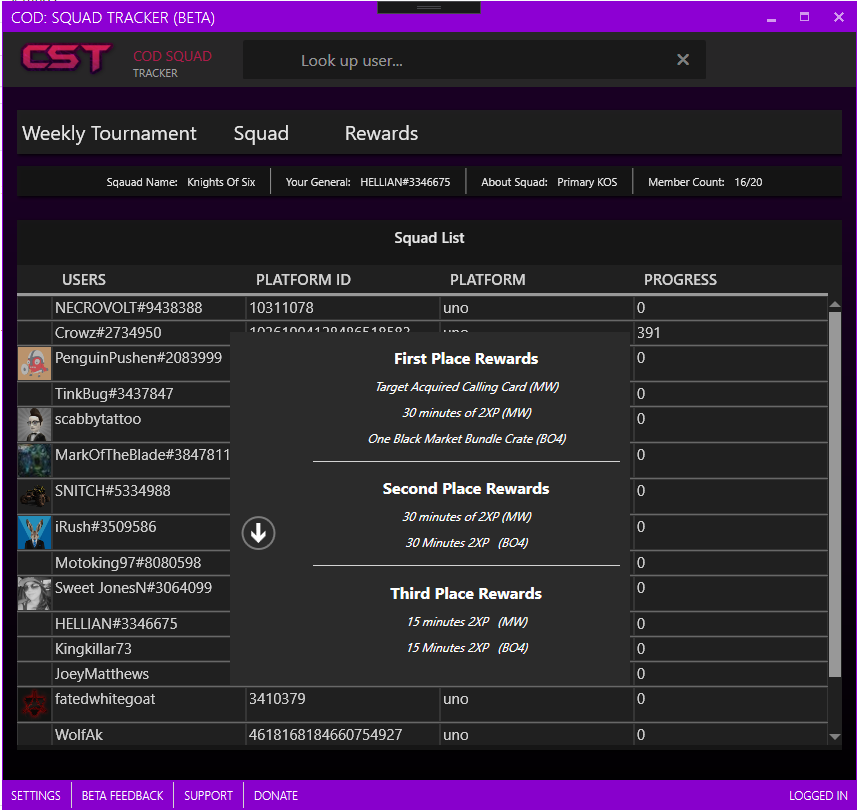 COD: SQUAD TRACKER (BETA)
CST
COD SQUAD
TRACKER
Look up user...
Weekly Tournament Squad Rewards
Sqauad Name: Knights Of Six Your General: HELLIAN#3346675 About Squad: Primary KOS Member Count: 16/20
Squad List
USERS PLATFORM ID PLATFORM PROGRESS
NECROVOLT#9438388 10311078 uno 0
Crowz#2734950 391
PenguinPushen#2083999 0
TinkBug#3437847 0
scabbytattoo 0
MarkOfTheBlade#3847811 0
SNITCH#5334988 0
iRush#3509586 0
Motoking97#8080598 0
Sweet JonesN#3064099 0
HELLIAN#3346675 0
Kingkillar73 0
JoeyMatthews 0
fatedwhitegoat 3410379 uno 0
WolfAk 4618168184660754927 uno 0
First Place Rewards
Target Acquired Calling Card (MW)
30 minutes of 2XP (MW)
One Black Market Bundle Crate (BO4)
Second Place Rewards
30 minutes of 2XP (MW)
30 Minutes 2XP (BO4)
Third Place Rewards
15 minutes 2XP (MW)
15 Minutes 2XP (BO4)
SETTINGS BETA FEEDBACK SUPPORT DONATE LOGGED IN